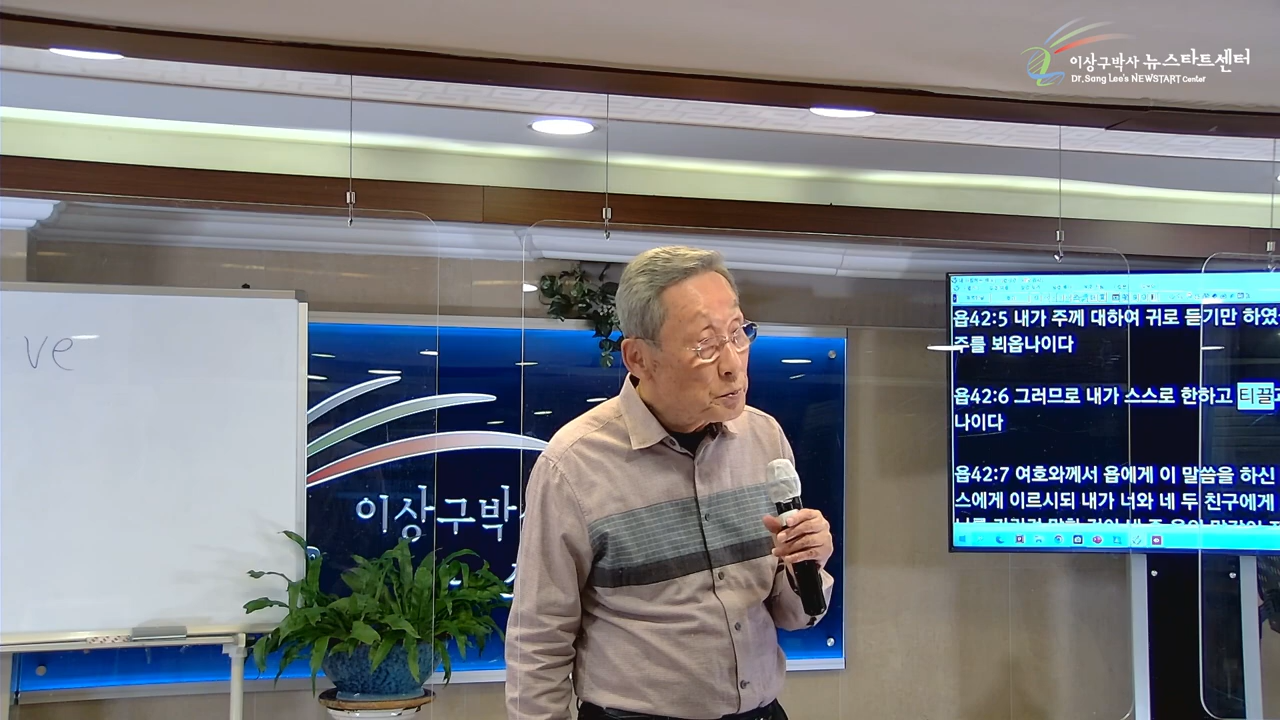 이상구박사 뉴스타트센터
Dr. Sang Lee's NEWSTART Center
ve
이상구박
욥42:5 내가 주께 대하여 귀로 듣기만 하였
주를 뵈옵나이다
욥42:6 그러므로 내가 스스로 한하고 티끌
나이다
욥42:7 여호와께서 욥에게 이 말씀을 하신
스에게 이르시되 내가 너와 네 두 친구에게